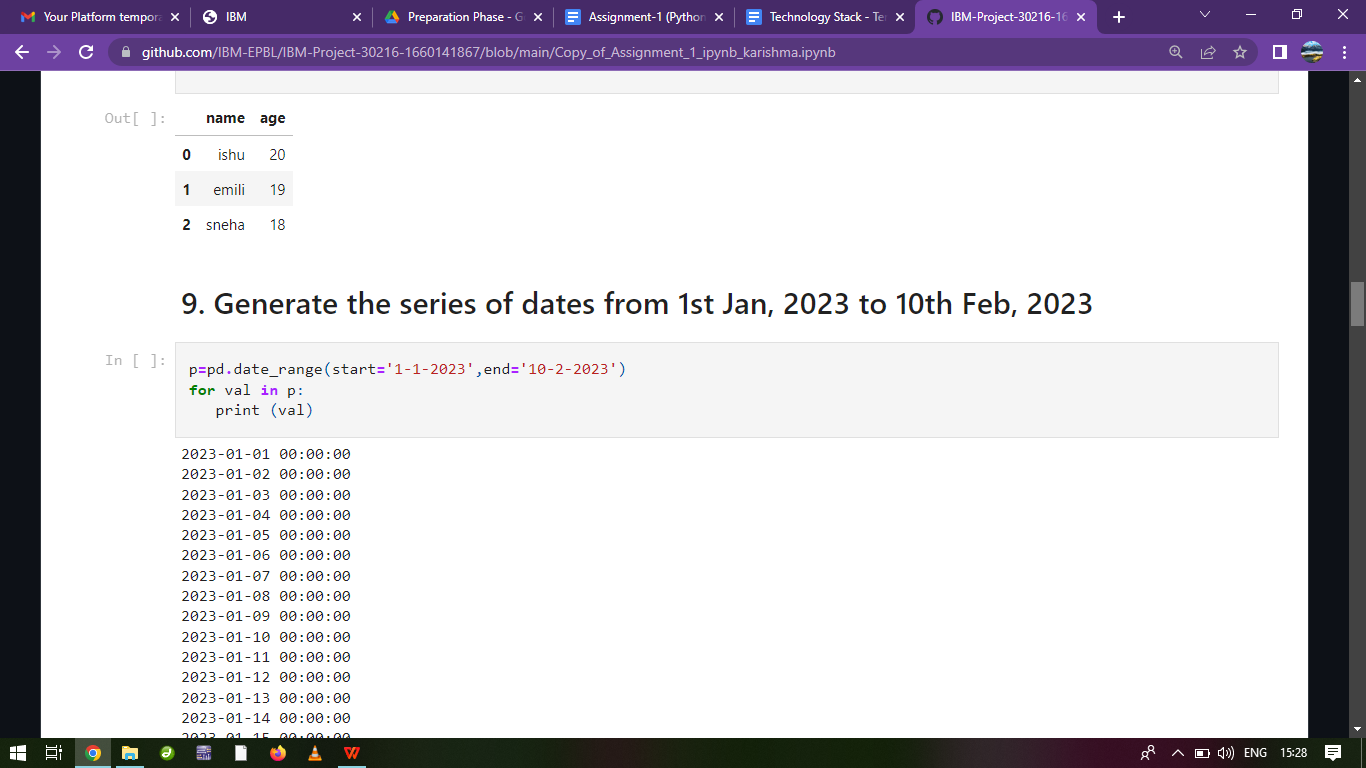 Your Platform tempora
IBM
Preparation Phase - G
Assignment-1 (Python
Technology Stack - Te
IBM-Project-30216-16
github.com/IBM-EPBL/IBM-Project-30216-1660141867/blob/main/Copy_of_Assignment_1_ipynb_karishma.ipynb
Out[ ]:
name age
0 ishu 20
1 emili 19
2 sneha 18
9. Generate the series of dates from 1st Jan, 2023 to 10th Feb, 2023
In [ ]:
p=pd.date_range(start='1-1-2023',end='10-2-2023')
for val in p:
print (val)
2023-01-01 00:00:00
2023-01-02 00:00:00
2023-01-03 00:00:00
2023-01-04 00:00:00
2023-01-05 00:00:00
2023-01-06 00:00:00
2023-01-07 00:00:00
2023-01-08 00:00:00
2023-01-09 00:00:00
2023-01-10 00:00:00
2023-01-11 00:00:00
2023-01-12 00:00:00
2023-01-13 00:00:00
2023-01-14 00:00:00
2023-01-15 00:00:00
ENG 15:28